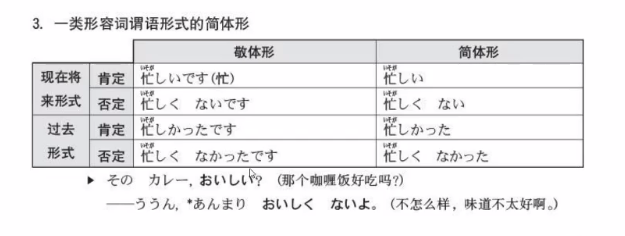 3. 一类形容词谓语形式的简体形
敬体形 简体形
现在将来形式 肯定 忙しいです(忙) 忙しい
否定 忙しく ないです 忙しく ない
过去形式 肯定 忙しかったです 忙しかった
否定 忙しく なかったです 忙しく なかった
▶ その カレー, おいしい? (那个咖喱饭好吃吗?)
——ううん, *あんまり おいしく ないよ。(不怎么样, 味道不太好啊。)